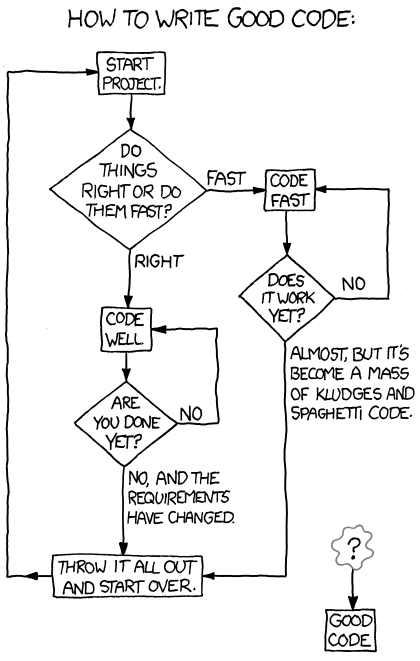 HOW TO WRITE GOOD CODE:
START
PROJECT.
DO
THINGS
RIGHT OR DO
THEM FAST?
FAST
CODE
FAST
RIGHT
DOES
IT WORK
YET?
NO
CODE
WELL
ALMOST, BUT IT'S
BECOME A MASS
OF KLUDGES AND
SPAGHETTI CODE.
ARE
YOU DONE
YET?
NO
NO, AND THE
REQUIREMENTS
HAVE CHANGED.
THROW IT ALL OUT
AND START OVER.
?
GOOD
CODE